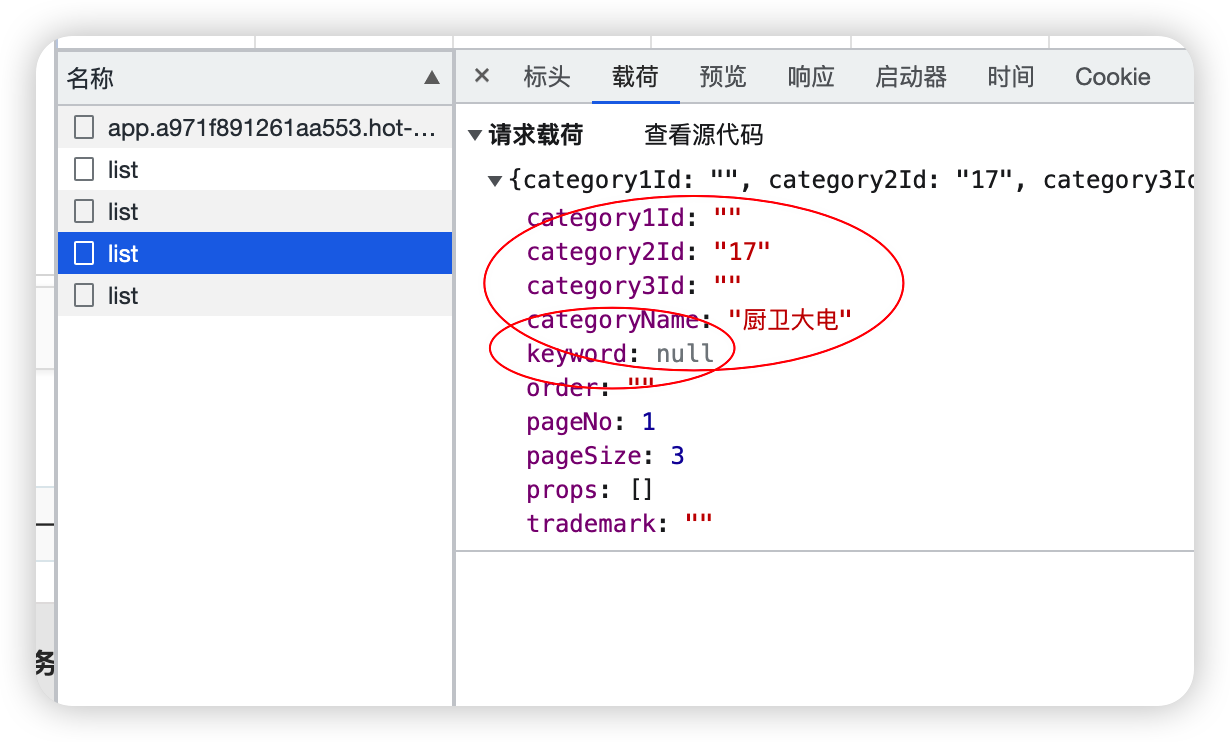 名称
app.a971f891261aa553.hot-...
list
list
list
list
务
标头 载荷 预览 响应 启动器 时间 Cookie
请求载荷 查看源代码
{category1Id: "", category2Id: "17", category3Id
category1Id: ""
category2Id: "17"
category3Id: ""
categoryName: "厨卫大电"
keyword: null
order: ""
pageNo: 1
pageSize: 3
props: []
trademark: ""